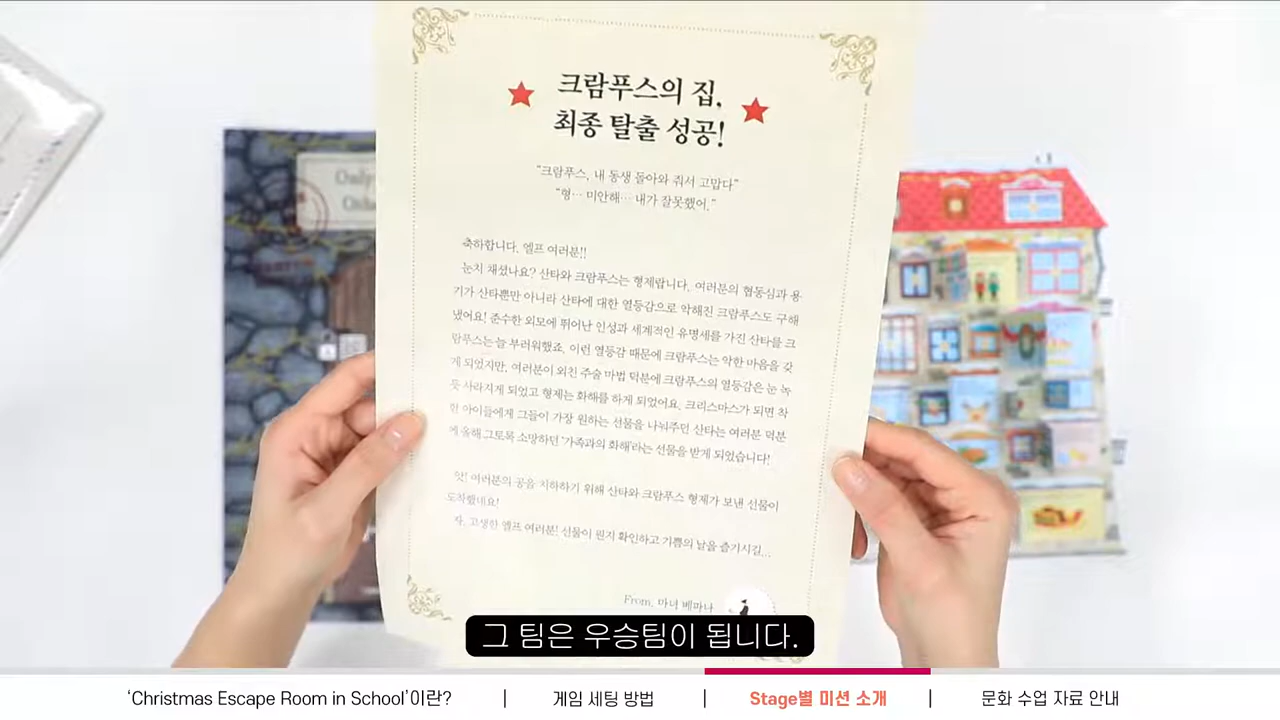 크람푸스의 집,
최종 탈출 성공!
“크람푸스, 내 동생 돌아와 줘서 고맙다”
“형… 미안해… 내가 잘못했어.”
축하합니다, 엘프 여러분!!
눈치 채셨나요? 산타와 크람푸스는 형제랍니다. 여러분의 협동심과 용
기가 산타뿐만 아니라 산타에 대한 열등감으로 악해진 크람푸스도 구해
냈어요! 준수한 외모에 뛰어난 인성과 세계적인 유명세를 가진 산타를 크
람푸스는 늘 부러워했죠. 이런 열등감 때문에 크람푸스는 악한 마음을 갖
게 되었지만, 여러분이 외친 주술 마법 덕분에 크람푸스의 열등감은 눈 녹
듯 사라지게 되었고 형제는 화해를 하게 되었어요. 크리스마스가 되면 착
한 아이들에게 그들이 가장 원하는 선물을 나눠주던 산타는 여러분 덕분
에 올해 그토록 소망하던 '가족과의 화해'라는 선물을 받게 되었습니다!
앗! 여러분의 공을 치하하기 위해 산타와 크람푸스 형제가 보낸 선물이
도착했네요!
자, 고생한 엘프 여러분! 선물이 뭔지 확인하고 기쁨의 날을 즐기시길...
From. 마녀 베파나
그 팀은 우승팀이 됩니다.
‘Christmas Escape Room in School’이란? | 게임 세팅 방법 | Stage별 미션 소개 | 문화 수업 자료 안내